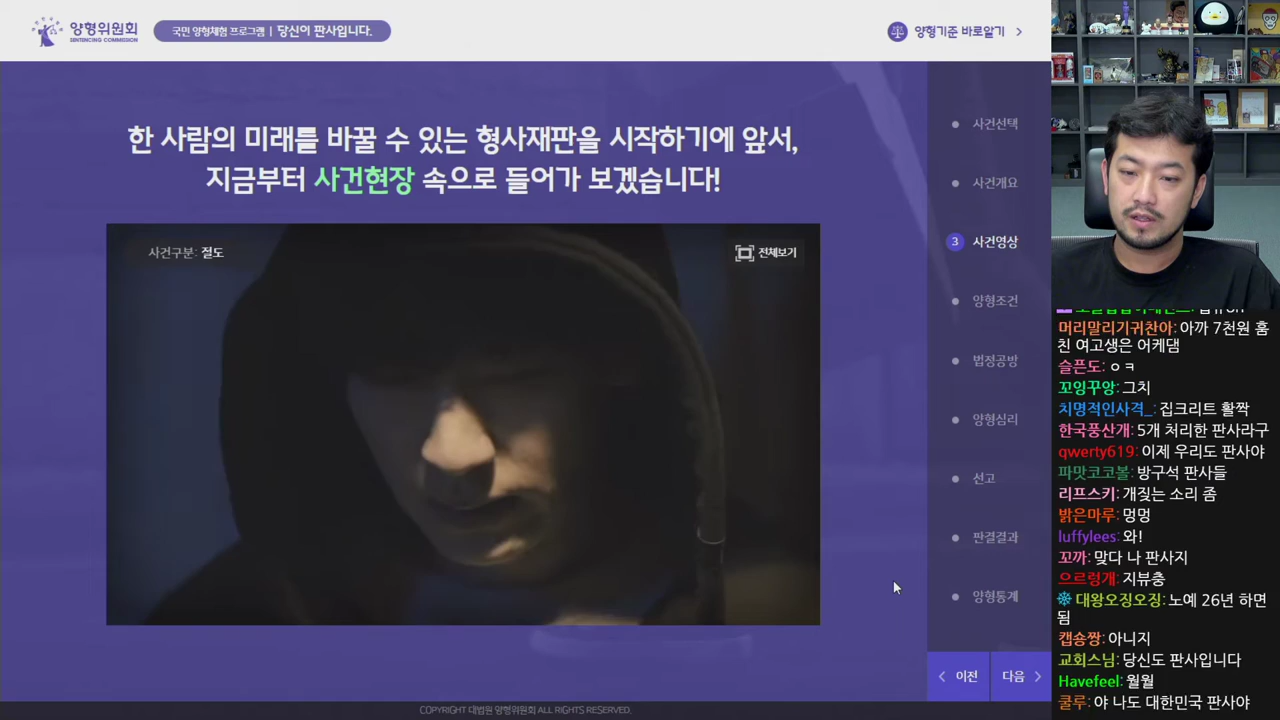 양형위원회
SENTENCING COMMISSION
국민 양형체험 프로그램 | 당신이 판사입니다.
양형기준 바로알기
한 사람의 미래를 바꿀 수 있는 형사재판을 시작하기에 앞서,
지금부터 사건현장 속으로 들어가 보겠습니다!
사건구분: 절도
전체보기
사건선택
사건개요
3 사건영상
양형조건
법정공방
양형심리
선고
판결결과
양형통계
이전
다음
COPYRIGHT 대법원 양형위원회 ALL RIGHTS RESERVED.
머리말리기귀찬아: 아까 7천원 훔
친 여고생은 어케댐
슬픈도: ㅇㅋ
꼬잉꾸앙: 그치
치명적인사격_: 집크리트 활짝
한국풍산개: 5개 처리한 판사라구
qwerty619: 이제 우리도 판사야
파맛코코볼: 방구석 판사들
리프스키: 개짖는 소리 좀
밝은마루: 멍멍
luffylees: 와!
꼬까: 맞다 나 판사지
으르렁개: 지뷰충
대왕오징오징: 노예 26년 하면
됨
캡숑짱: 아니지
교회스님: 당신도 판사입니다
Havefeel: 월월
쿨루: 야 나도 대한민국 판사야